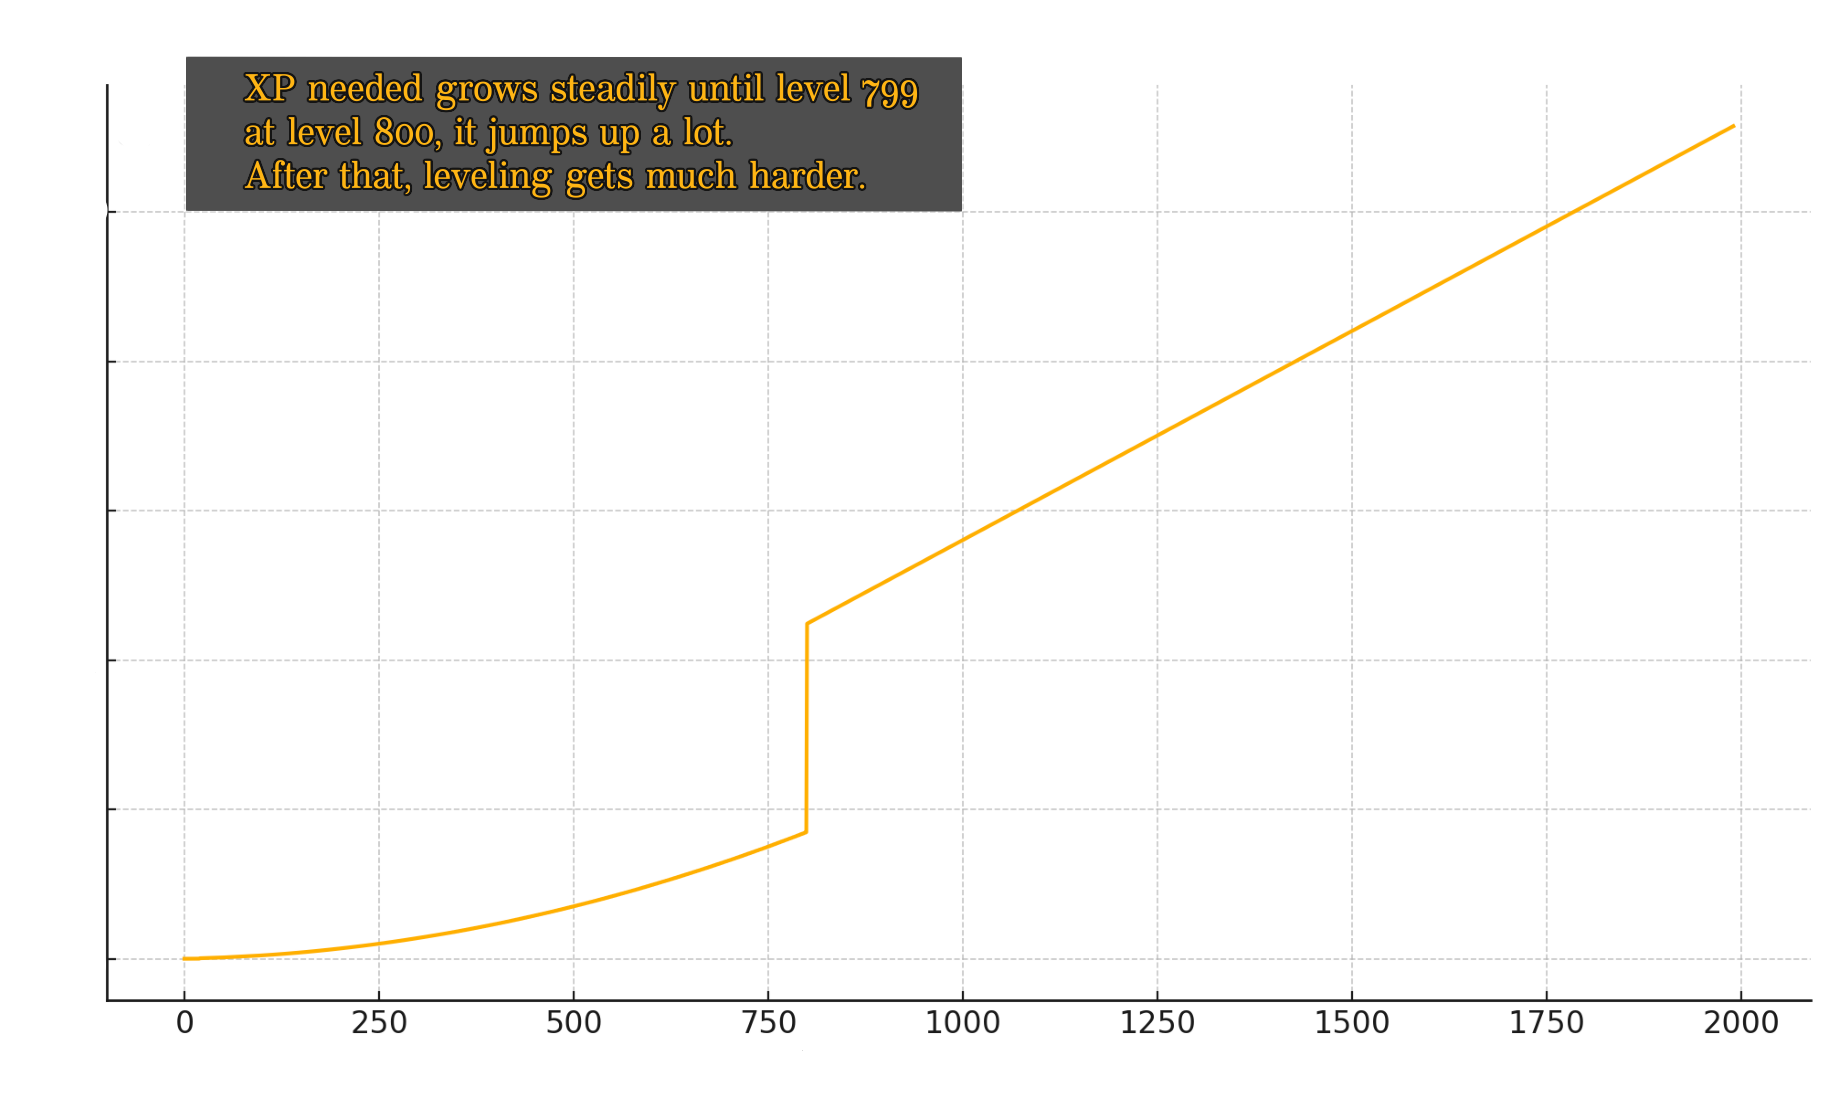 XP needed grows steadily until level 799
at level 800, it jumps up a lot.
After that, leveling gets much harder.
0 250 500 750 1000 1250 1500 1750 2000